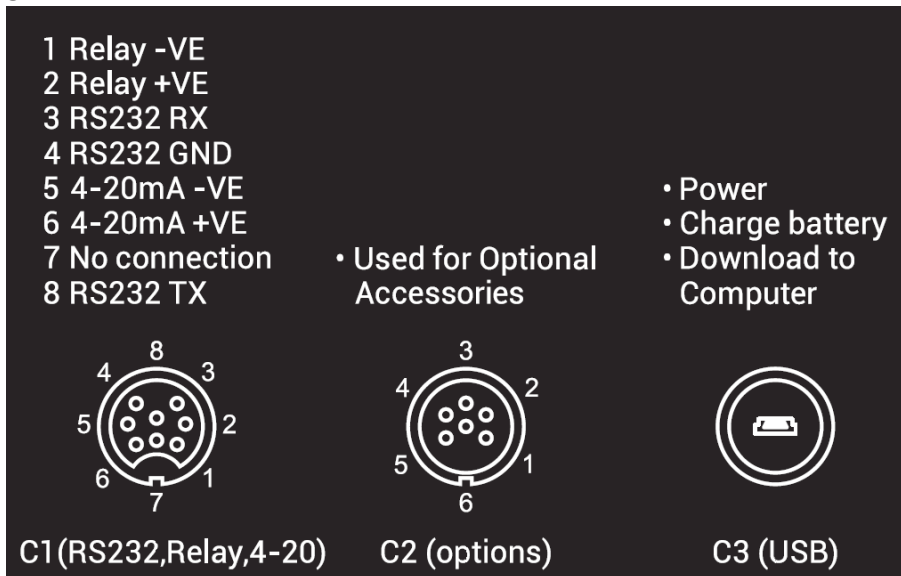 1 Relay -VE
2 Relay +VE
3 RS232 RX
4 RS232 GND
5 4-20mA -VE
6 4-20mA +VE
7 No connection
8 RS232 TX
• Used for Optional
Accessories
• Power
• Charge battery
• Download to
Computer
8
4
3
5
2
6
1
7
3
4
2
5
1
6
C1(RS232,Relay,4-20)
C2 (options)
C3 (USB)